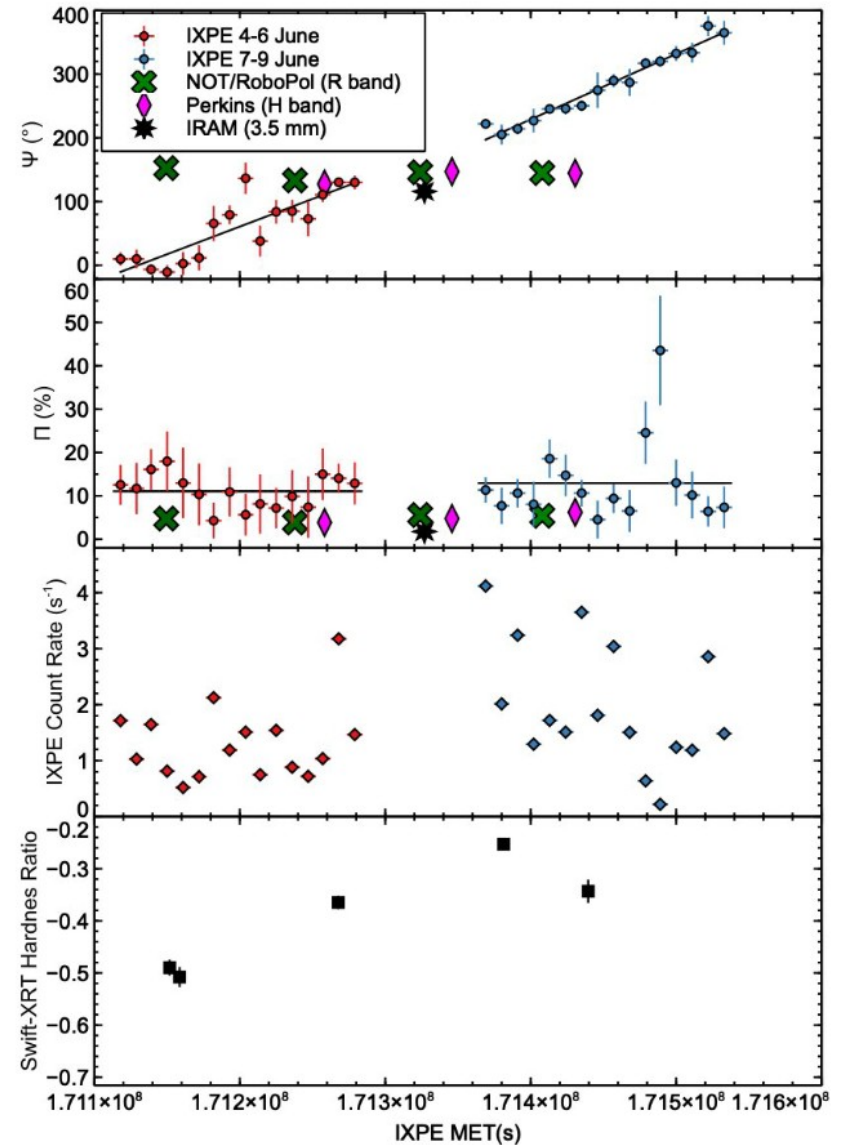 400
300
200
100
0
Ψ (°)
IXPE 4-6 June
IXPE 7-9 June
NOT/RoboPol (R band)
Perkins (H band)
IRAM (3.5 mm)
60
50
40
30
20
10
0
Π (%)
4
3
2
1
0
IXPE Count Rate (s⁻¹)
−0.2
−0.3
−0.4
−0.5
−0.6
−0.7
Swift-XRT Hardnes Ratio
1.711×10⁸ 1.712×10⁸ 1.713×10⁸ 1.714×10⁸ 1.715×10⁸ 1.716×10⁸
IXPE MET(s)